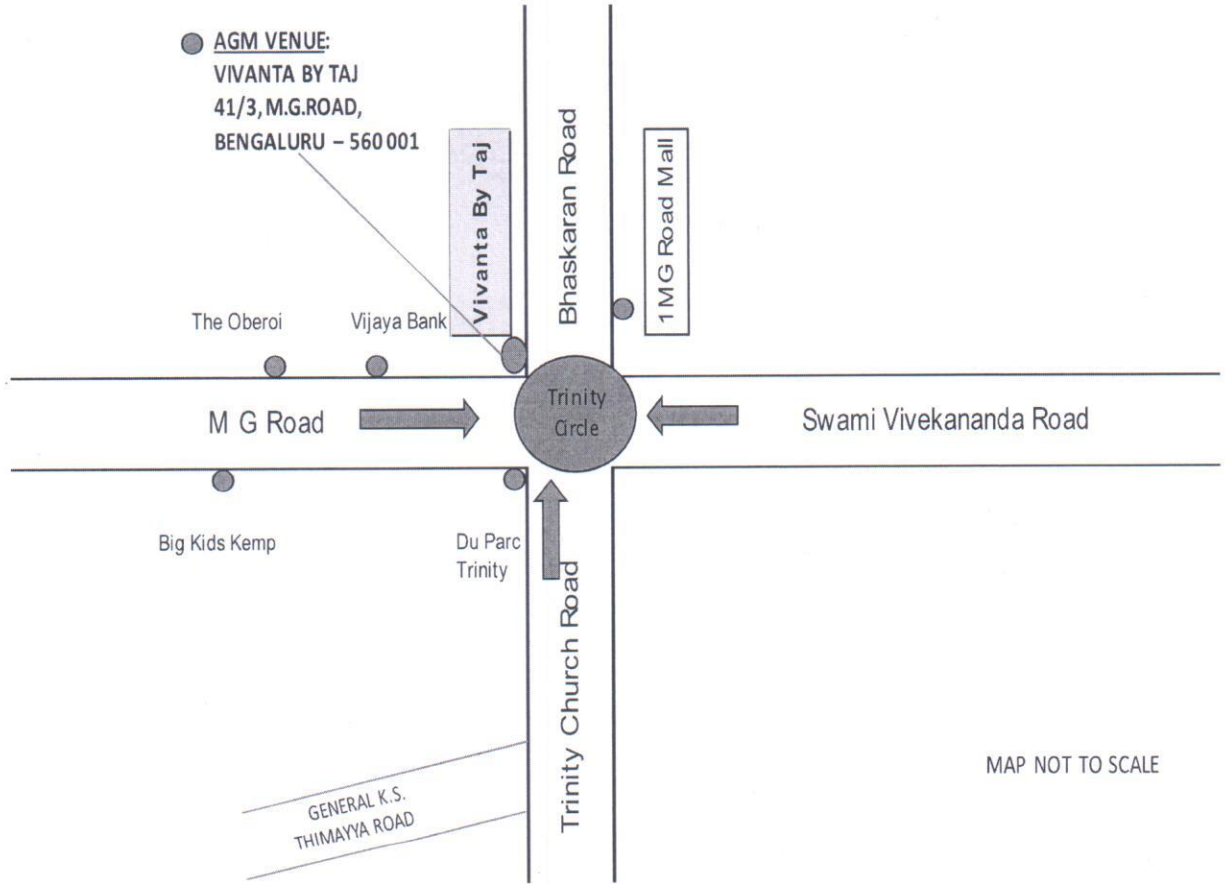 AGM VENUE:
VIVANTA BY TAJ
41/3, M.G.ROAD,
BENGALURU – 560 001
Vivanta By Taj
Bhaskaran Road
1 MG Road Mall
The Oberoi
Vijaya Bank
Trinity
Circle
M G Road
Swami Vivekananda Road
Big Kids Kemp
Du Parc
Trinity
Trinity Church Road
GENERAL K.S.
THIMAYYA ROAD
MAP NOT TO SCALE